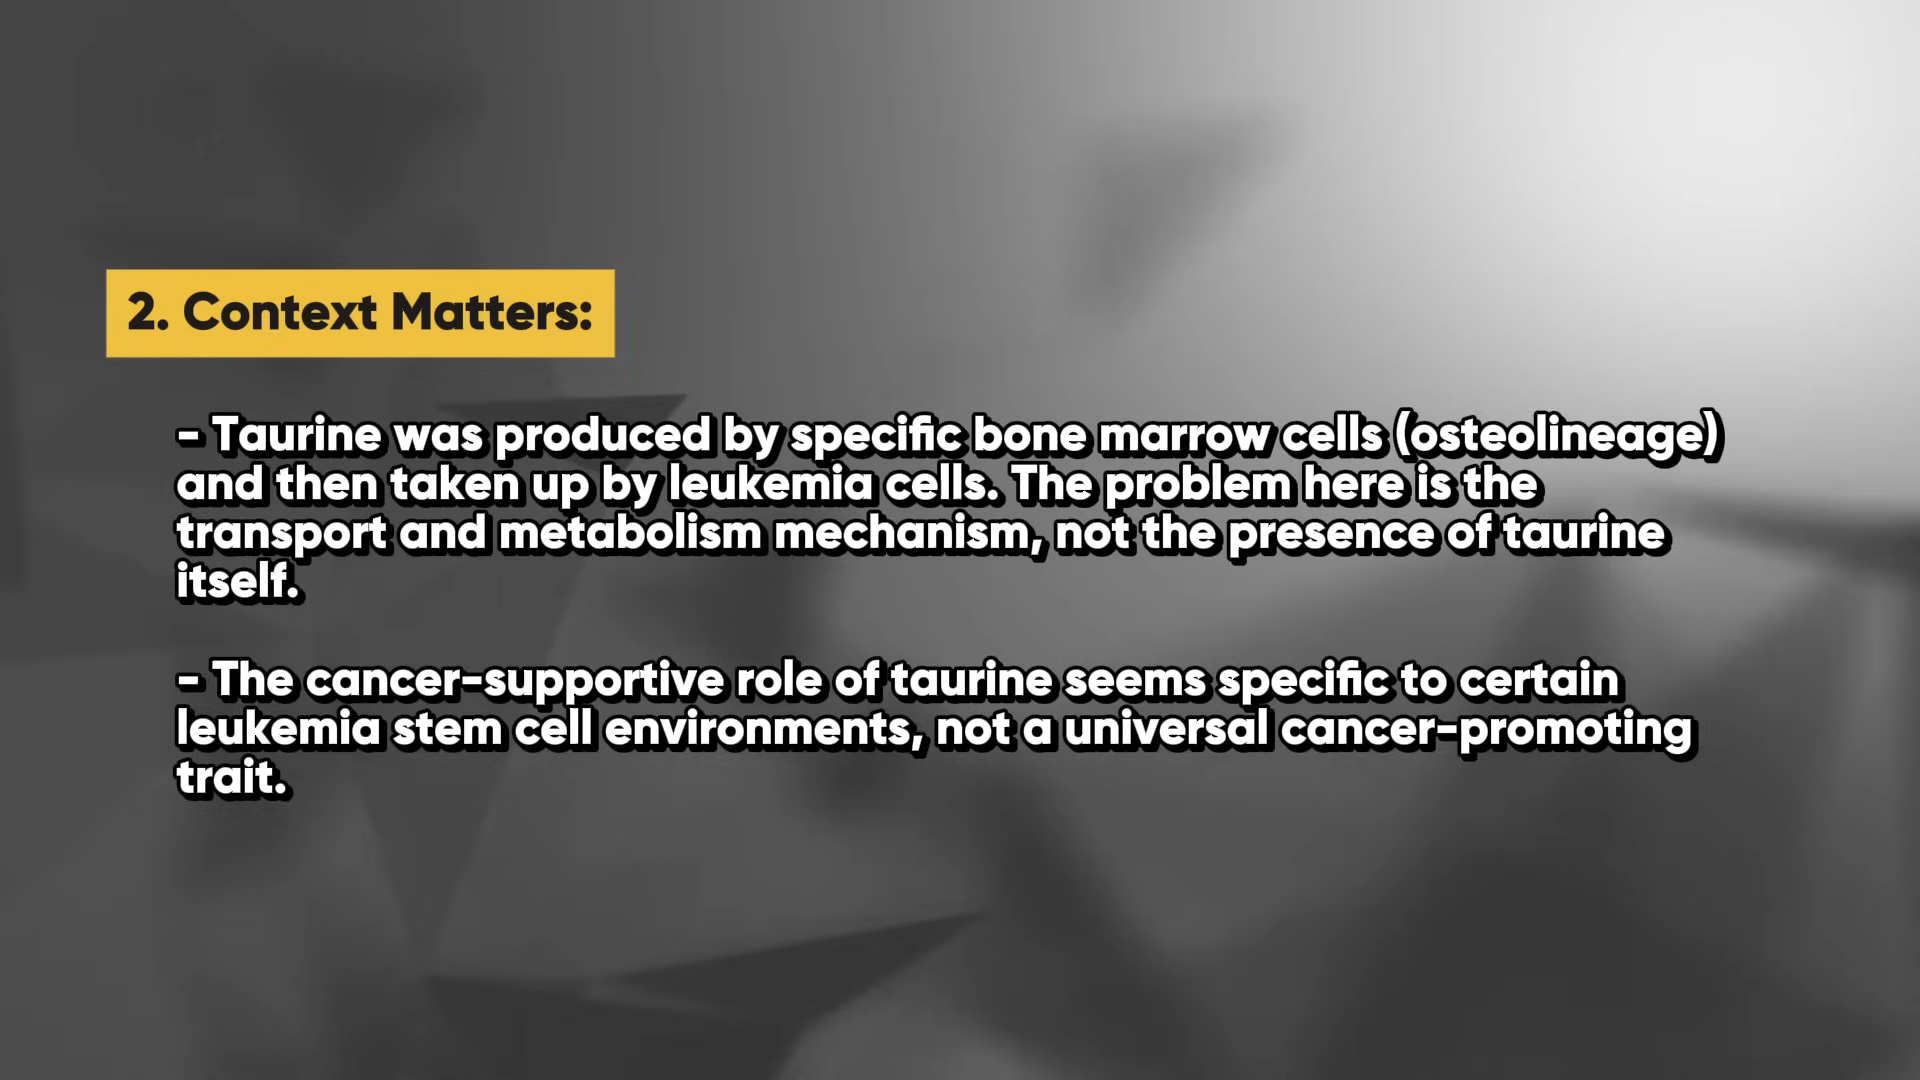 2. Context Matters:
- Taurine was produced by specific bone marrow cells (osteolineage)
and then taken up by leukemia cells. The problem here is the
transport and metabolism mechanism, not the presence of taurine
itself.
- The cancer-supportive role of taurine seems specific to certain
leukemia stem cell environments, not a universal cancer-promoting
trait.